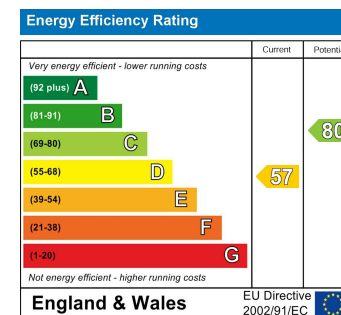 Energy Efficiency Rating
Current
Very energy efficient - lower running costs
(92 plus) A
(81-91) B
(69-80) C
80
(55-68) D
57
(39-54) E
(21-38) F
(1-20) G
Not energy efficient - higher running costs
England & Wales
EU Directive
2002/91/EC